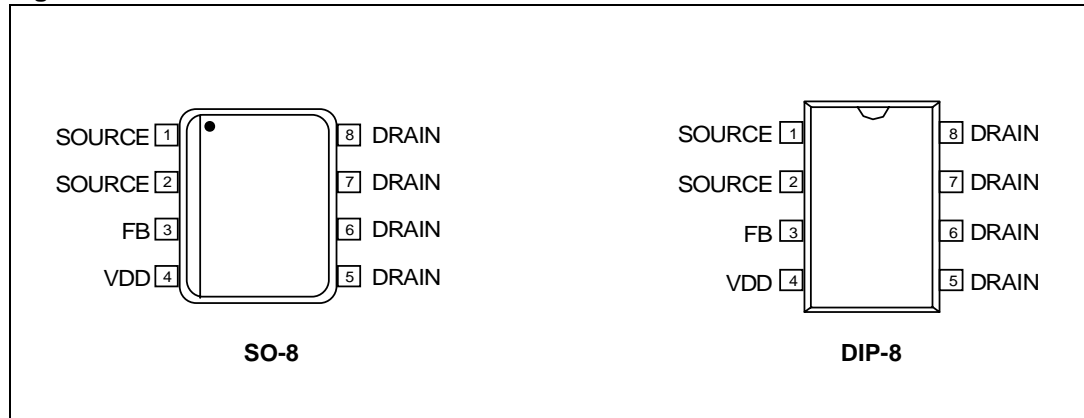 SOURCE 1 8 DRAIN
SOURCE 2 7 DRAIN
FB 3 6 DRAIN
VDD 4 5 DRAIN
SO-8
SOURCE 1 8 DRAIN
SOURCE 2 7 DRAIN
FB 3 6 DRAIN
VDD 4 5 DRAIN
DIP-8